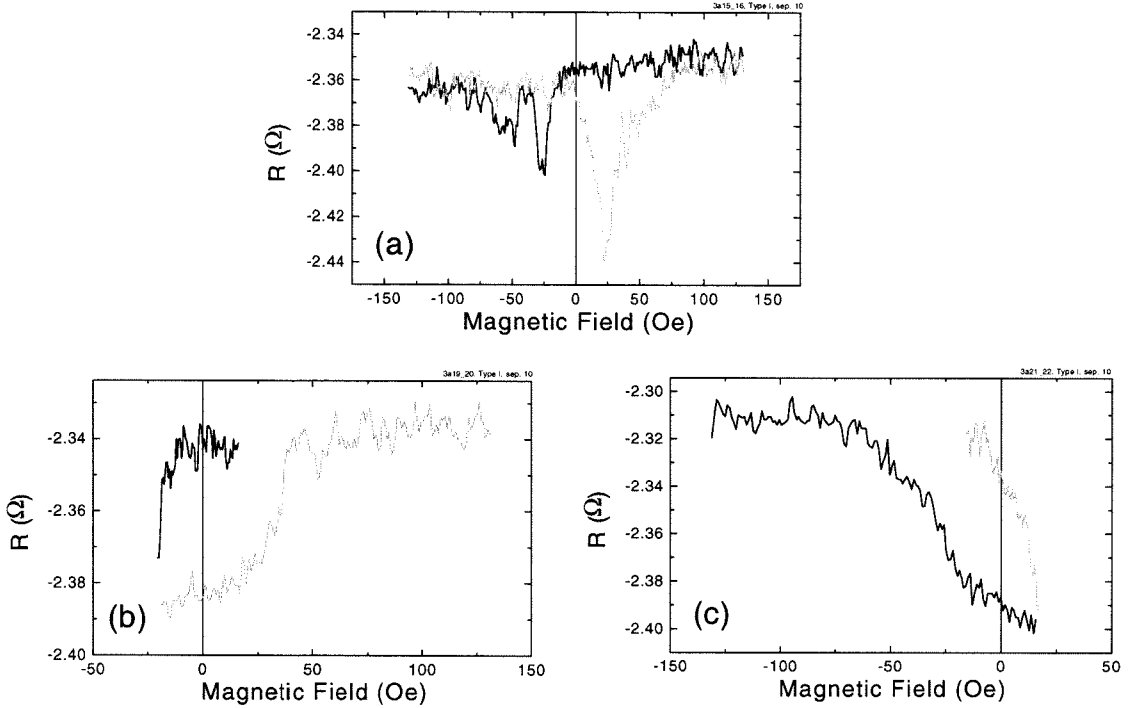 3a15_16, Type I, sep. 10
-2.34
-2.36
-2.38
-2.40
-2.42
-2.44
R (Ω)
(a)
-150 -100 -50 0 50 100 150
Magnetic Field (Oe)
3a19_20, Type I, sep. 10
-2.34
-2.36
-2.38
-2.40
R (Ω)
(b)
-50 0 50 100 150
Magnetic Field (Oe)
3a21_22, Type I, sep. 10
-2.30
-2.32
-2.34
-2.36
-2.38
-2.40
R (Ω)
(c)
-150 -100 -50 0 50
Magnetic Field (Oe)